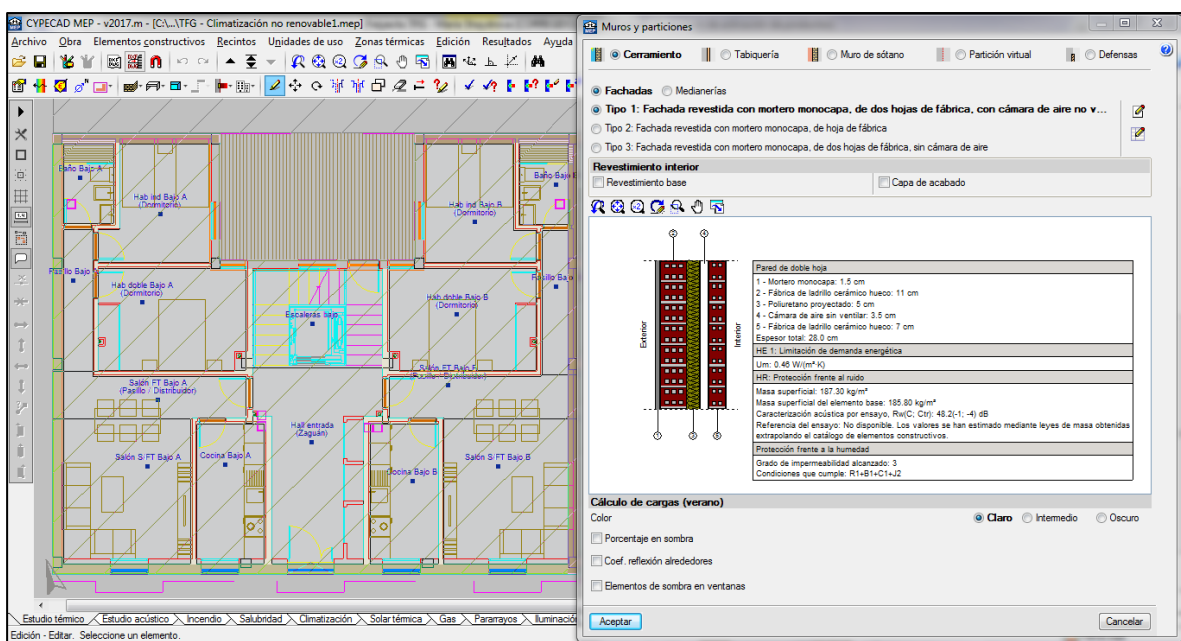 CYPECAD MEP - v2017.m - [C:\...\TFG - Climatización no renovable1.mep]
Archivo Obra Elementos constructivos Recintos Unidades de uso Zonas térmicas Edición Resultados Ayuda
Baño Bajo A
Hab ind Bajo A
(Dormitorio)
Hab ind Bajo B
(Dormitorio)
Baño Bajo
Pasillo Bajo
Hab doble Bajo A
(Dormitorio)
Escaleras bajo
Hab doble Bajo B
(Dormitorio)
Pasillo Bajo
Salón FT Bajo A
(Pasillo / Distribuidor)
Salón FT Bajo B
(Pasillo / Distribuidor)
Hall entrada
(Zaguán)
Salón S/FT Bajo A
Cocina Bajo A
Cocina Bajo B
Salón S/FT Bajo B
Estudio térmico Estudio acústico Incendio Salubridad Climatización Solar térmica Gas Pararrayos Iluminación
Edición - Editar. Seleccione un elemento.
Muros y particiones
Cerramiento Tabiquería Muro de sótano Partición virtual Defensas
Fachadas Medianerías
Tipo 1: Fachada revestida con mortero monocapa, de dos hojas de fábrica, con cámara de aire no v...
Tipo 2: Fachada revestida con mortero monocapa, de hoja de fábrica
Tipo 3: Fachada revestida con mortero monocapa, de dos hojas de fábrica, sin cámara de aire
Revestimiento interior
Revestimiento base Capa de acabado
2 4
Exterior
Interior
1 3 5
Pared de doble hoja
1 - Mortero monocapa: 1.5 cm
2 - Fábrica de ladrillo cerámico hueco: 11 cm
3 - Poliuretano proyectado: 5 cm
4 - Cámara de aire sin ventilar: 3.5 cm
5 - Fábrica de ladrillo cerámico hueco: 7 cm
Espesor total: 28.0 cm
HE 1: Limitación de demanda energética
Um: 0.46 W/(m²·K)
HR: Protección frente al ruido
Masa superficial: 187.30 kg/m²
Masa superficial del elemento base: 185.80 kg/m²
Caracterización acústica por ensayo, Rw(C; Ctr): 48.2(-1; -4) dB
Referencia del ensayo: No disponible. Los valores se han estimado mediante leyes de masa obtenidas
extrapolando el catálogo de elementos constructivos.
Protección frente a la humedad
Grado de impermeabilidad alcanzado: 3
Condiciones que cumple: R1+B1+C1+J2
Cálculo de cargas (verano)
Color Claro Intermedio Oscuro
Porcentaje en sombra
Coef. reflexión alrededores
Elementos de sombra en ventanas
Aceptar Cancelar